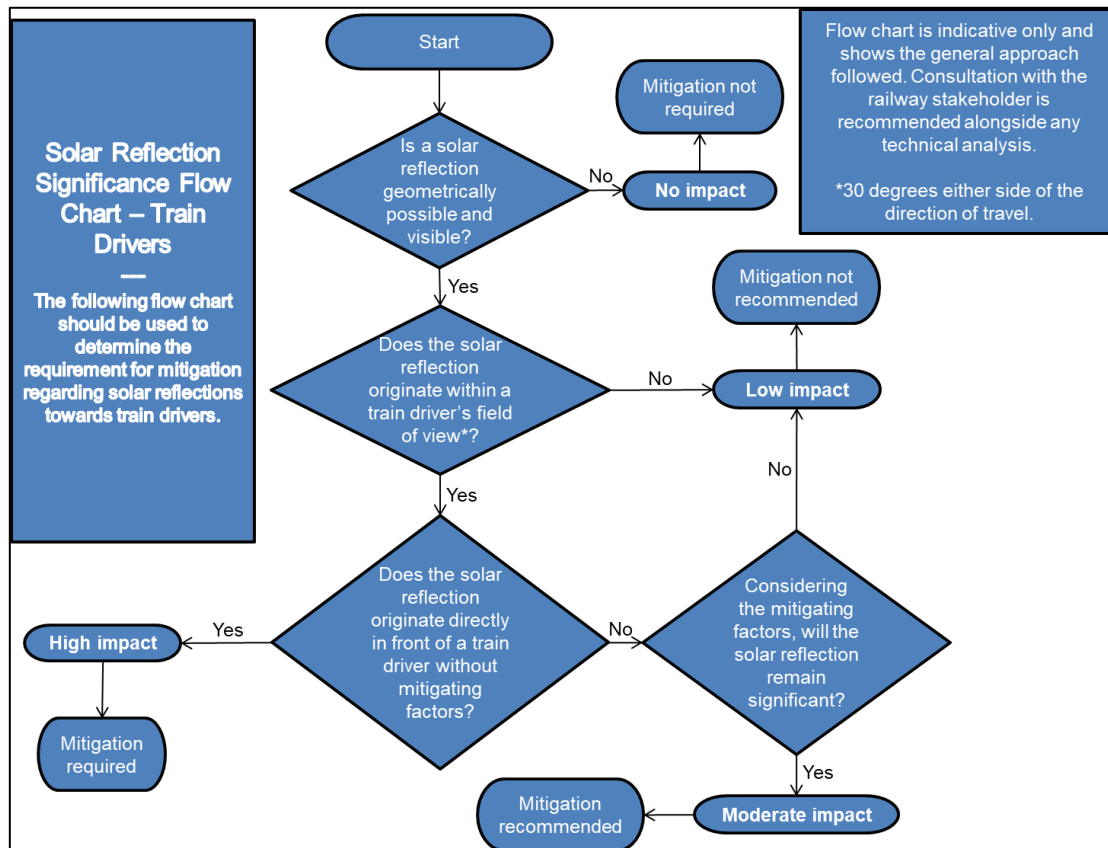 Solar Reflection
Significance Flow
Chart – Train
Drivers
---
The following flow chart
should be used to
determine the
requirement for mitigation
regarding solar reflections
towards train drivers.
Start
Flow chart is indicative only and
shows the general approach
followed. Consultation with the
railway stakeholder is
recommended alongside any
technical analysis.
*30 degrees either side of the
direction of travel.
Mitigation not
required
Is a solar
reflection
geometrically
possible and
visible?
No
No impact
Yes
Mitigation not
recommended
Does the solar
reflection
originate within a
train driver's field
of view*?
No
Low impact
Yes
No
Does the solar
reflection
originate directly
in front of a train
driver without
mitigating
factors?
Yes
High impact
Mitigation
required
No
Considering
the mitigating
factors, will the
solar reflection
remain
significant?
Yes
Moderate impact
Mitigation
recommended